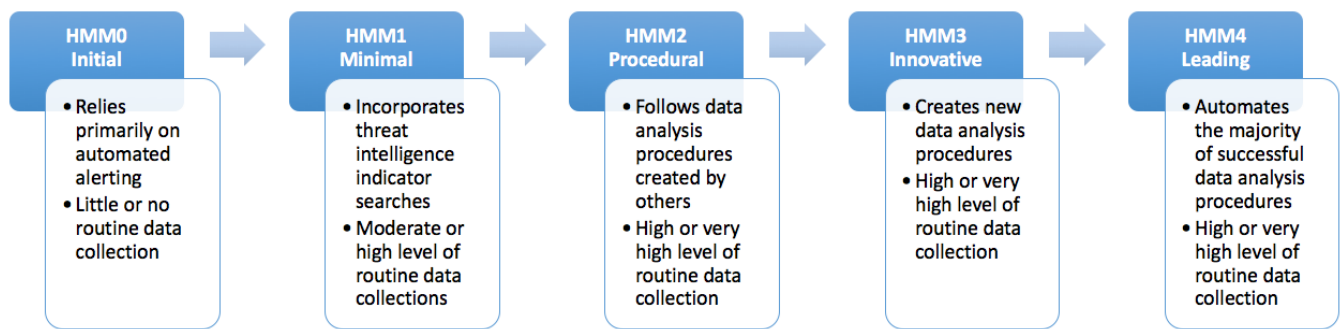 HMM0
Initial
• Relies
primarily on
automated
alerting
• Little or no
routine data
collection
HMM1
Minimal
• Incorporates
threat
intelligence
indicator
searches
• Moderate or
high level of
routine data
collections
HMM2
Procedural
• Follows data
analysis
procedures
created by
others
• High or very
high level of
routine data
collection
HMM3
Innovative
• Creates new
data analysis
procedures
• High or very
high level of
routine data
collection
HMM4
Leading
• Automates
the majority
of successful
data analysis
procedures
• High or very
high level of
routine data
collection